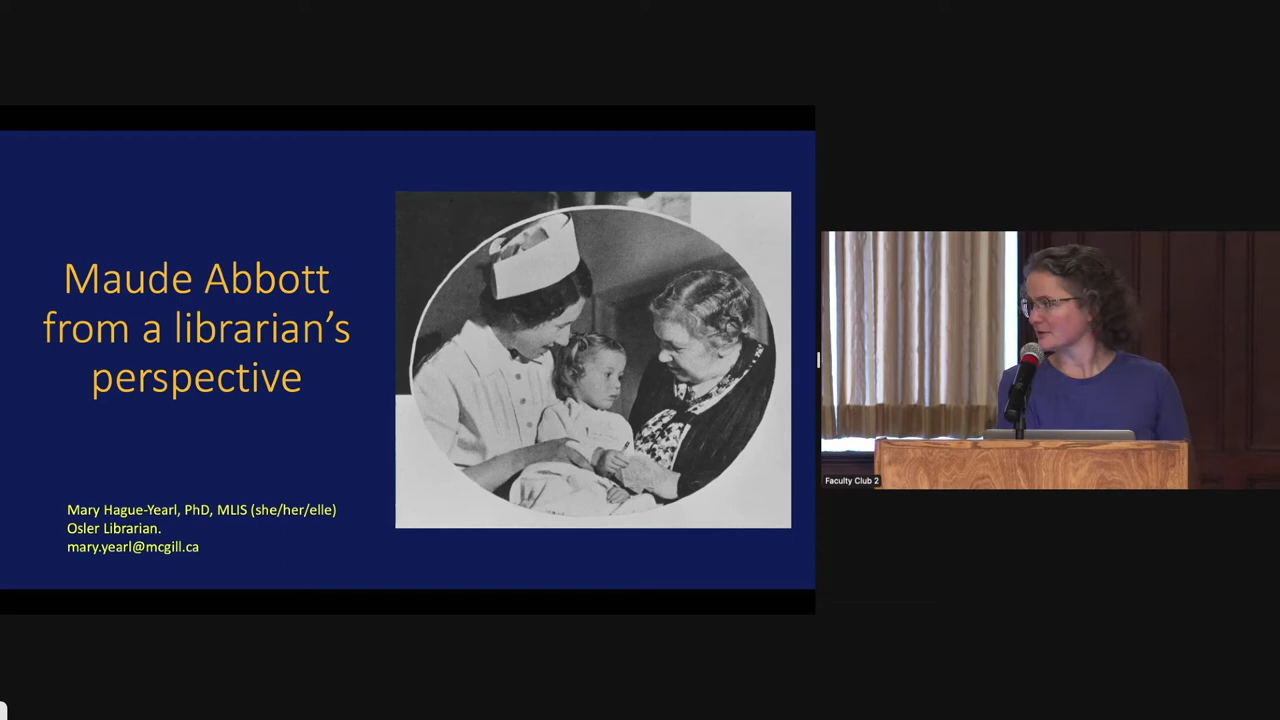 Maude Abbott
from a librarian’s
perspective
Mary Hague-Yearl, PhD, MLIS (she/her/elle)
Osler Librarian.
mary.yearl@mcgill.ca
Faculty Club 2